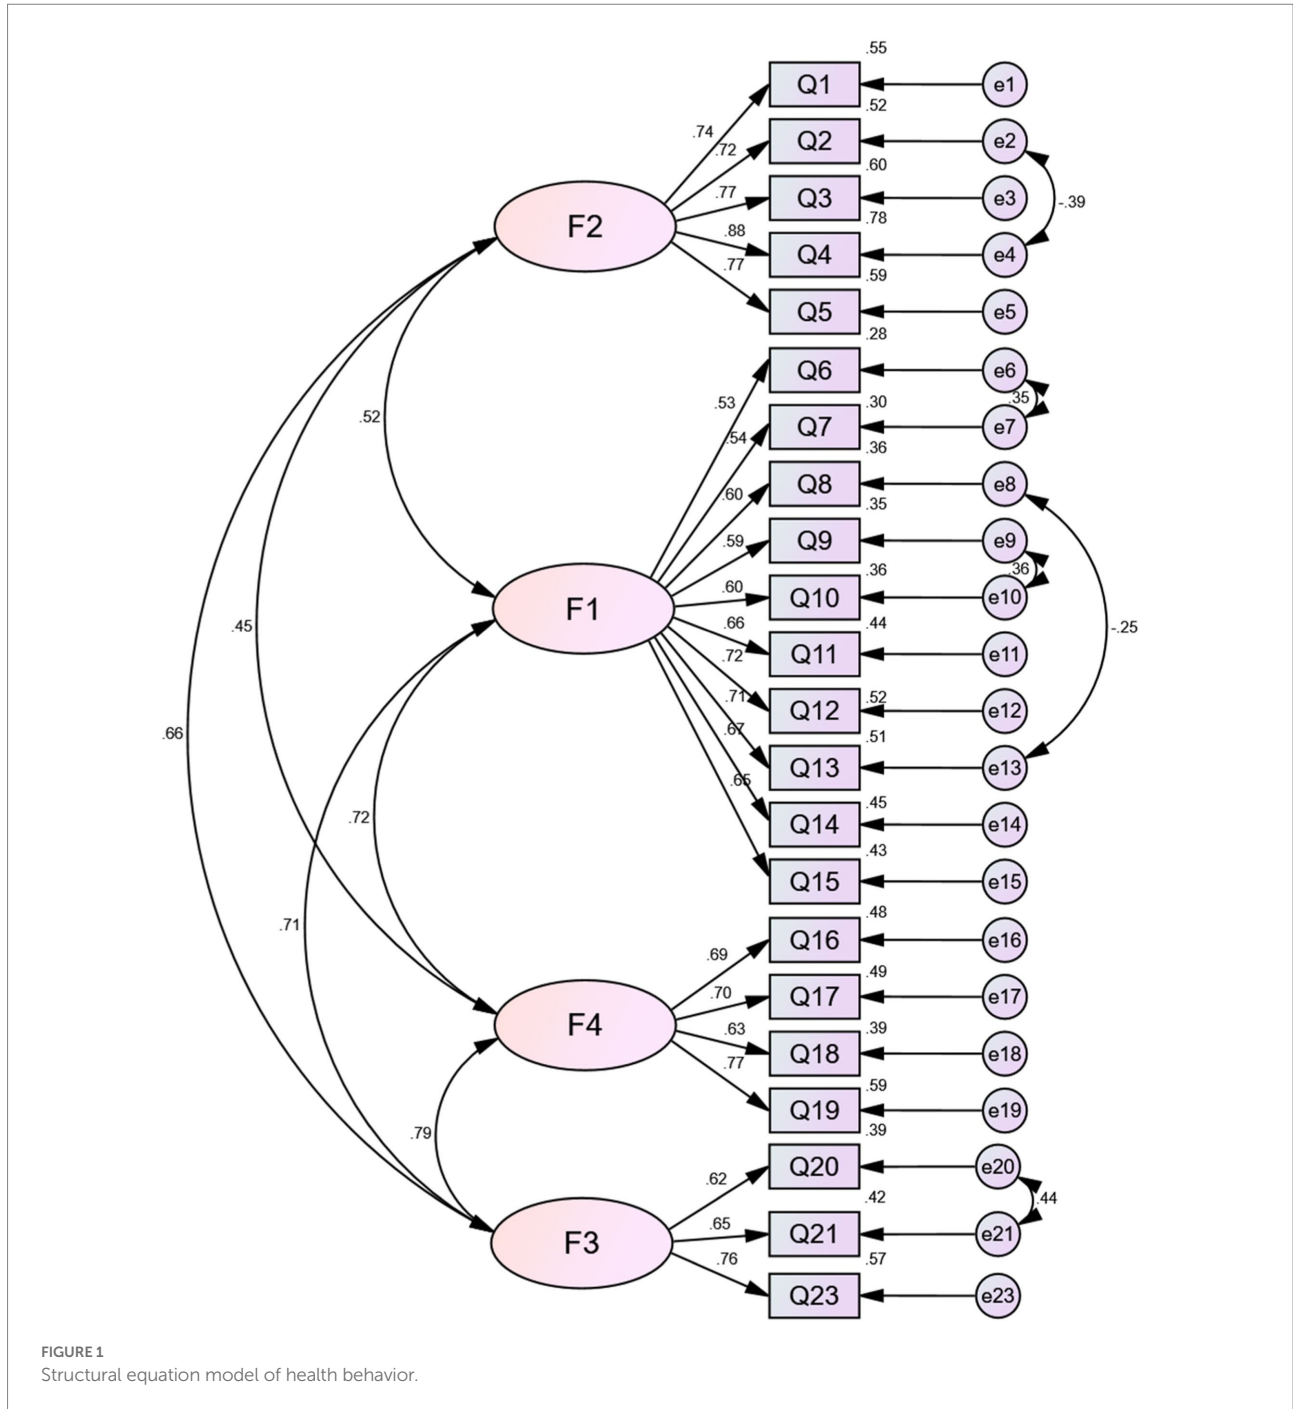 .55
Q1
e1
.74
.52
.72
Q2
e2
.60
.77
Q3
e3
-.39
.78
F2
.88
Q4
e4
.77
.59
Q5
e5
.28
Q6
e6
.53
.30
.35
.52
.54
Q7
e7
.36
.60
Q8
e8
.35
.59
Q9
e9
.36
.36
.60
Q10
e10
F1
.66
.44
-.25
.45
.72
Q11
e11
.71
.52
Q12
e12
.66
.67
.51
Q13
e13
.65
.45
.72
Q14
e14
.43
Q15
e15
.48
.71
.69
Q16
e16
.49
.70
Q17
e17
F4
.63
.39
Q18
e18
.77
.59
Q19
e19
.79
.39
.62
Q20
e20
.42
.44
.65
Q21
e21
F3
.76
.57
Q23
e23
FIGURE 1
Structural equation model of health behavior.